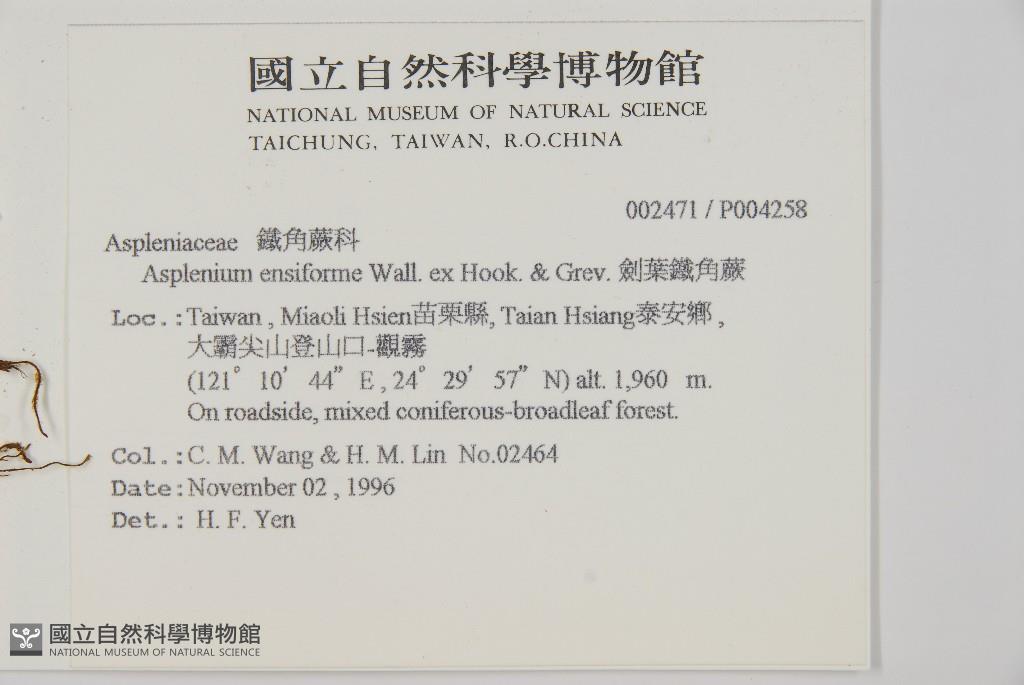 國立自然科學博物館
NATIONAL MUSEUM OF NATURAL SCIENCE
TAICHUNG, TAIWAN, R.O.CHINA
002471 / P004258
Aspleniaceae 鐵角蕨科
Asplenium ensiforme Wall. ex Hook. & Grev. 劍葉鐵角蕨
Loc.:Taiwan , Miaoli Hsien苗栗縣, Taian Hsiang泰安鄉 ,
大霸尖山登山口-觀霧
(121° 10′ 44” E , 24° 29′ 57” N) alt. 1,960 m.
On roadside, mixed coniferous-broadleaf forest.
Col.:C. M. Wang & H. M. Lin No.02464
Date:November 02 , 1996
Det.: H. F. Yen
國立自然科學博物館
NATIONAL MUSEUM OF NATURAL SCIENCE